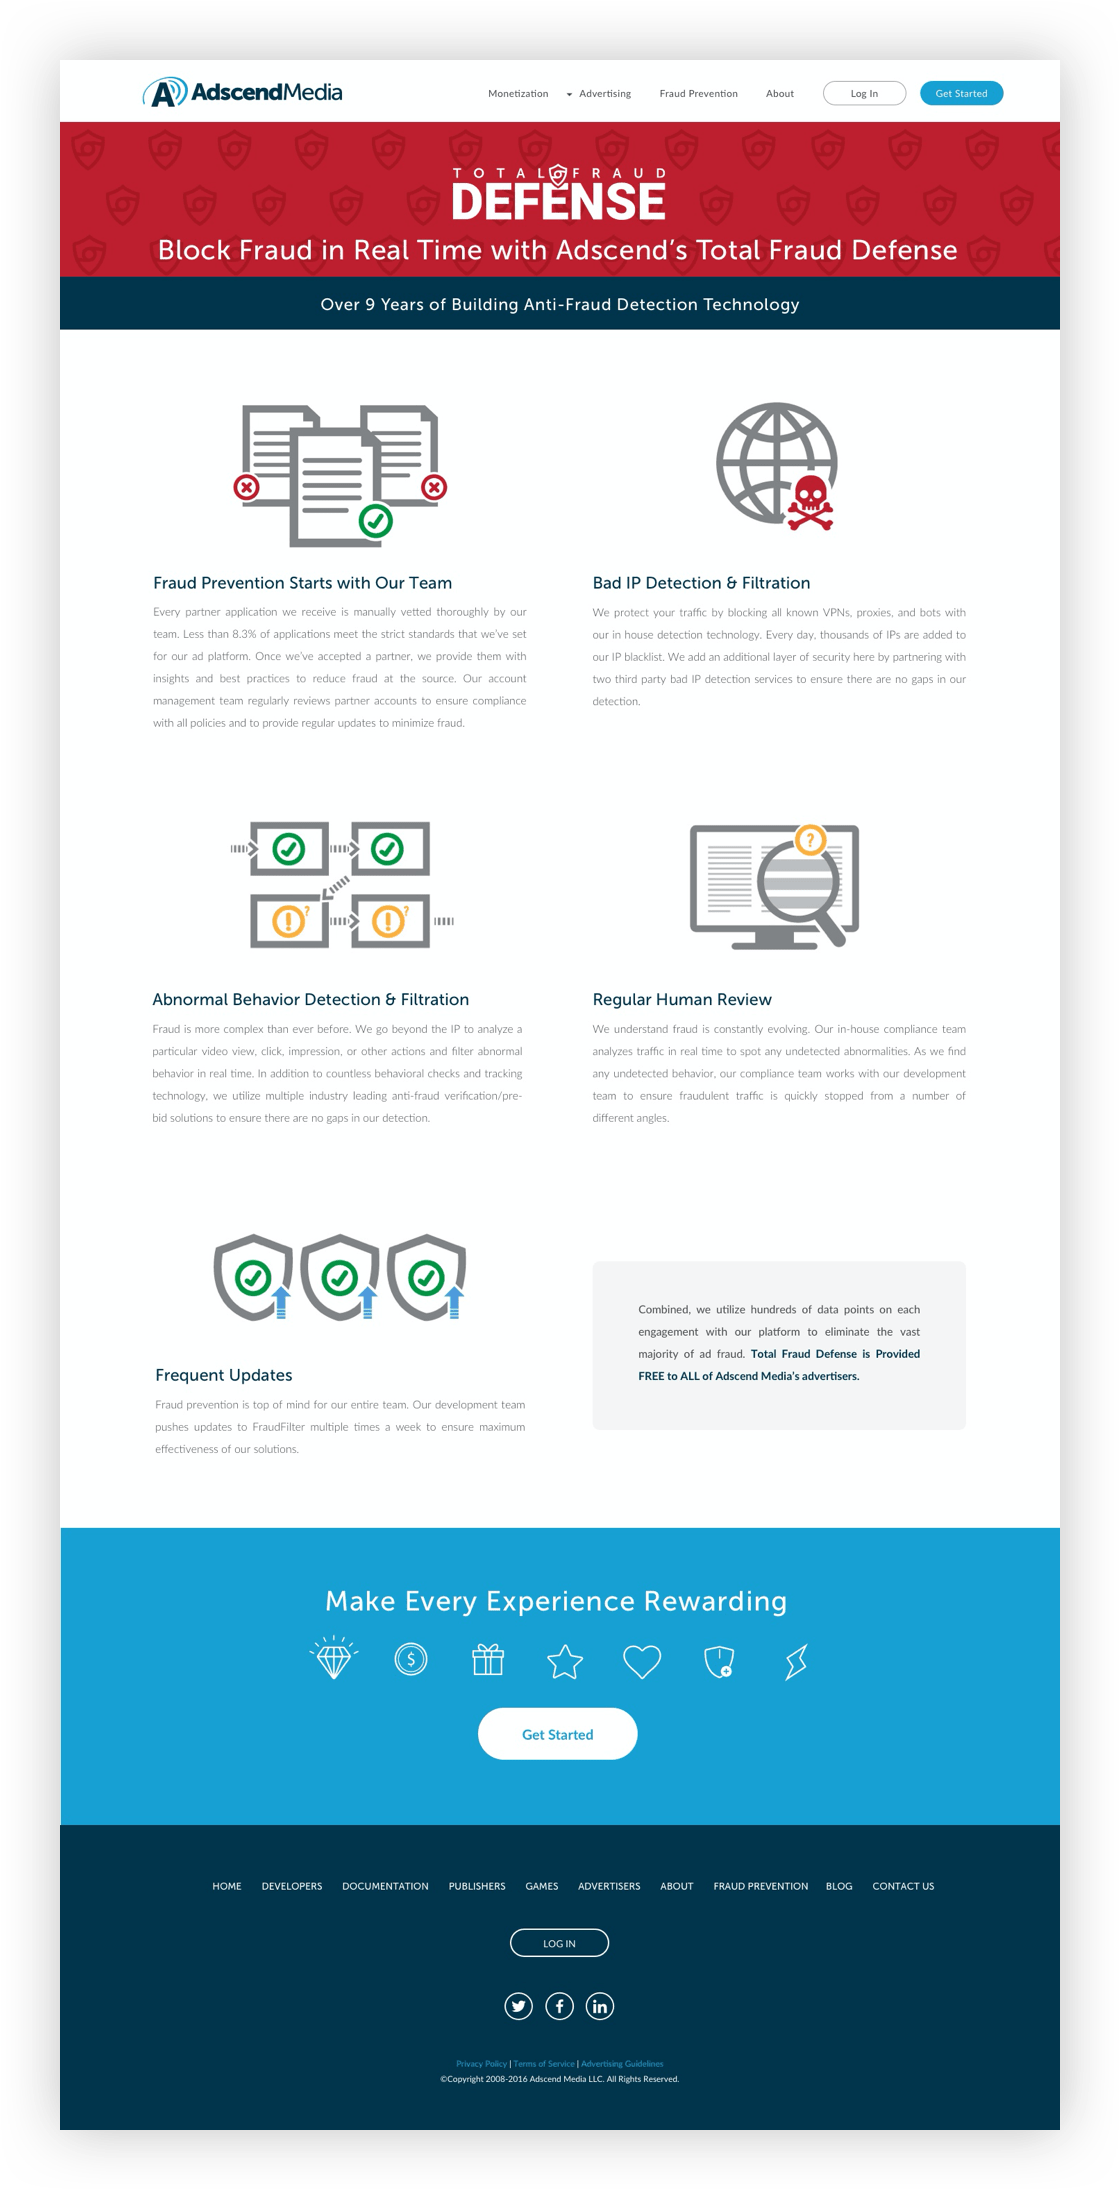 AdscendMedia
Monetization Advertising Fraud Prevention About Log In Get Started
TOTAL FRAUD
DEFENSE
Block Fraud in Real Time with Adscend’s Total Fraud Defense
Over 9 Years of Building Anti-Fraud Detection Technology
Fraud Prevention Starts with Our Team
Every partner application we receive is manually vetted thoroughly by our
team. Less than 8.3% of applications meet the strict standards that we’ve set
for our ad platform. Once we’ve accepted a partner, we provide them with
insights and best practices to reduce fraud at the source. Our account
management team regularly reviews partner accounts to ensure compliance
with all policies and to provide regular updates to minimize fraud.
Bad IP Detection & Filtration
We protect your traffic by blocking all known VPNs, proxies, and bots with
our in house detection technology. Every day, thousands of IPs are added to
our IP blacklist. We add an additional layer of security here by partnering with
two third party bad IP detection services to ensure there are no gaps in our
detection.
Abnormal Behavior Detection & Filtration
Fraud is more complex than ever before. We go beyond the IP to analyze a
particular video view, click, impression, or other actions and filter abnormal
behavior in real time. In addition to countless behavioral checks and tracking
technology, we utilize multiple industry leading anti-fraud verification/pre-
bid solutions to ensure there are no gaps in our detection.
Regular Human Review
We understand fraud is constantly evolving. Our in-house compliance team
analyzes traffic in real time to spot any undetected abnormalities. As we find
any undetected behavior, our compliance team works with our development
team to ensure fraudulent traffic is quickly stopped from a number of
different angles.
Frequent Updates
Fraud prevention is top of mind for our entire team. Our development team
pushes updates to FraudFilter multiple times a week to ensure maximum
effectiveness of our solutions.
Combined, we utilize hundreds of data points on each
engagement with our platform to eliminate the vast
majority of ad fraud. Total Fraud Defense is Provided
FREE to ALL of Adscend Media’s advertisers.
Make Every Experience Rewarding
Get Started
HOME DEVELOPERS DOCUMENTATION PUBLISHERS GAMES ADVERTISERS ABOUT FRAUD PREVENTION BLOG CONTACT US
LOG IN
Privacy Policy | Terms of Service | Advertising Guidelines
©Copyright 2008-2016 Adscend Media LLC. All Rights Reserved.